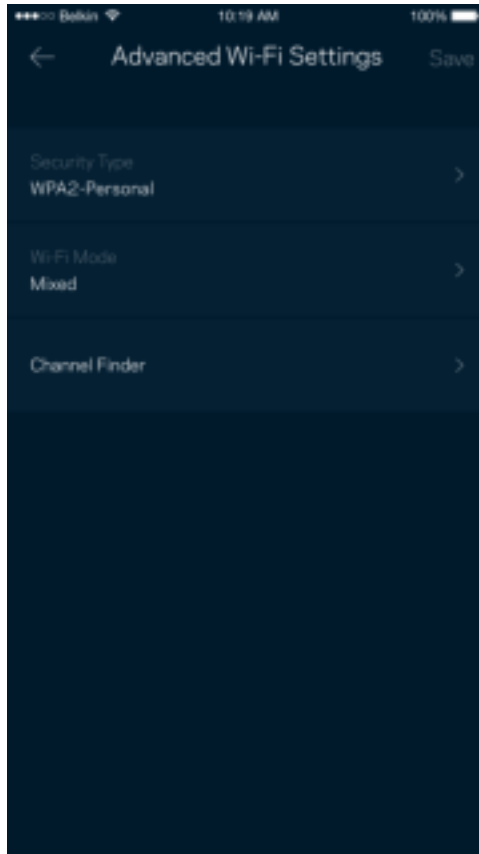 Belkin 10:19 AM 100%
Advanced Wi-Fi Settings Save
Security Type
WPA2-Personal
Wi-Fi Mode
Mixed
Channel Finder